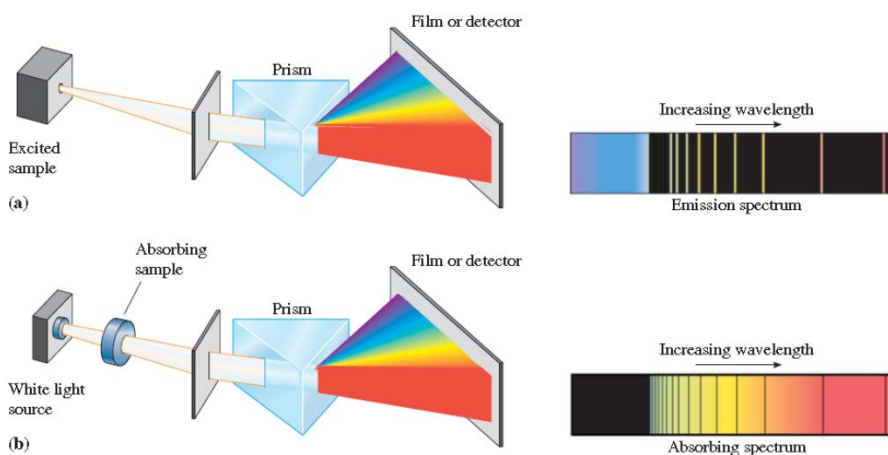 Film or detector
Prism
Increasing wavelength
Excited
sample
Emission spectrum
(a)
Absorbing
sample
Film or detector
Prism
Increasing wavelength
White light
source
Absorbing spectrum
(b)